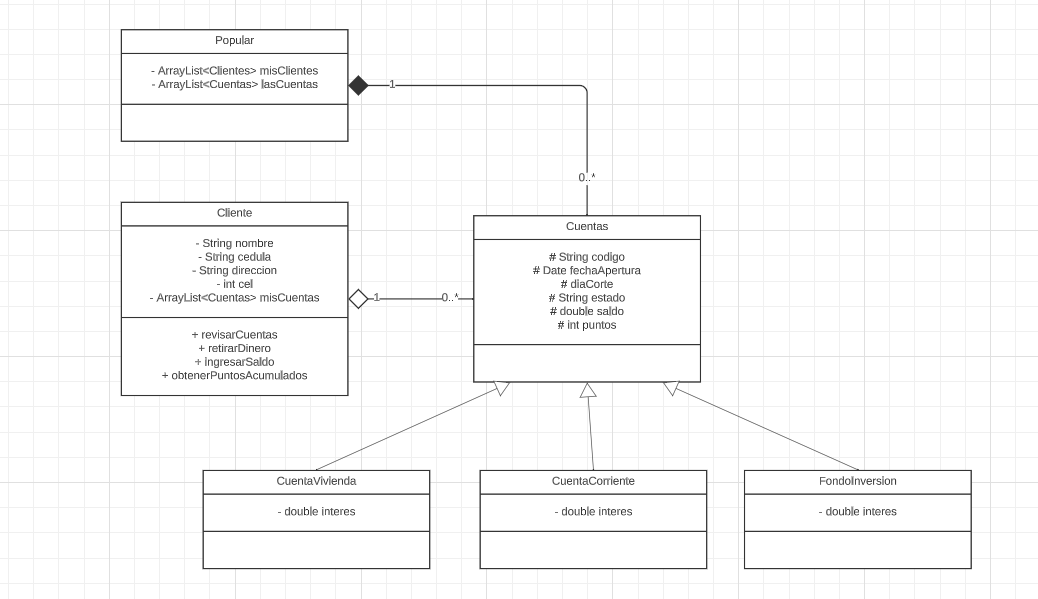 Popular
- ArrayList<Clientes> misClientes
- ArrayList<Cuentas> lasCuentas
1
0..*
Cliente
- String nombre
- String cedula
- String direccion
- int cel
- ArrayList<Cuentas> misCuentas
+ revisarCuentas
+ retirarDinero
+ ingresarSaldo
+ obtenerPuntosAcumulados
1
0..*
Cuentas
# String codigo
# Date fechaApertura
# diaCorte
# String estado
# double saldo
# int puntos
CuentaVivienda
- double interes
CuentaCorriente
- double interes
FondoInversion
- double interes